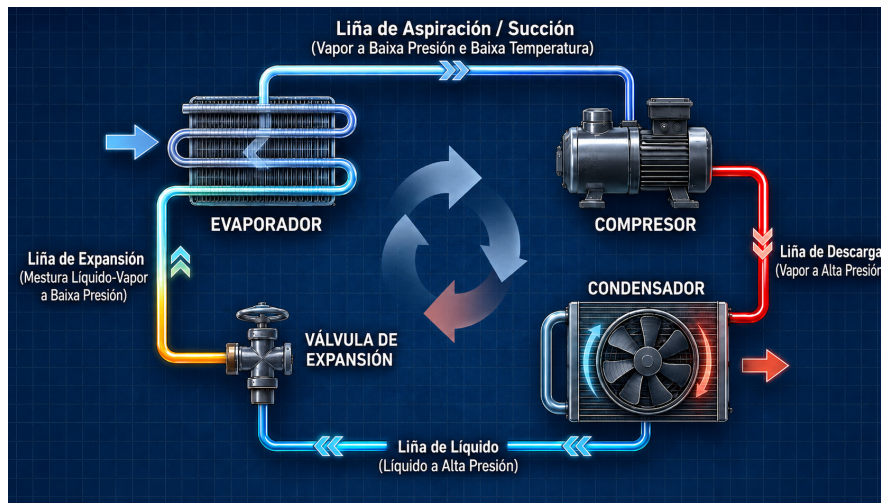 Liña de Aspiración / Succión
(Vapor a Baixa Presión e Baixa Temperatura)
EVAPORADOR
COMPRESOR
Liña de Expansión
(Mestura Líquido-Vapor
a Baixa Presión)
Liña de Descarga
(Vapor a Alta Presión)
CONDENSADOR
VÁLVULA DE
EXPANSIÓN
Liña de Líquido
(Líquido a Alta Presión)